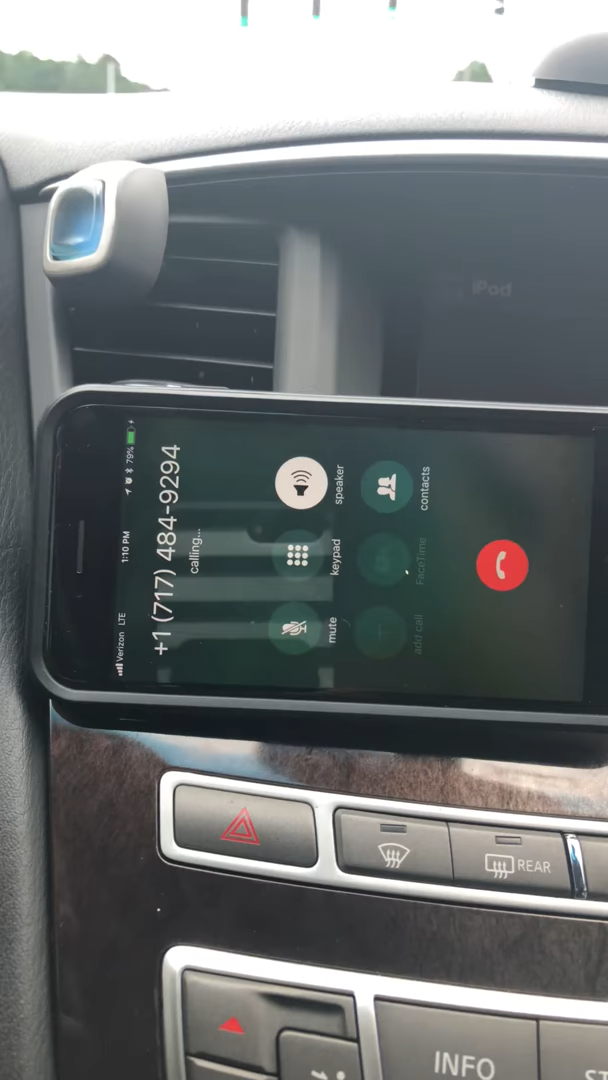 iPod
Verizon LTE 1:10 PM 79%
+1 (717) 484-9294
calling...
mute keypad speaker
add call FaceTime contacts
REAR
INFO